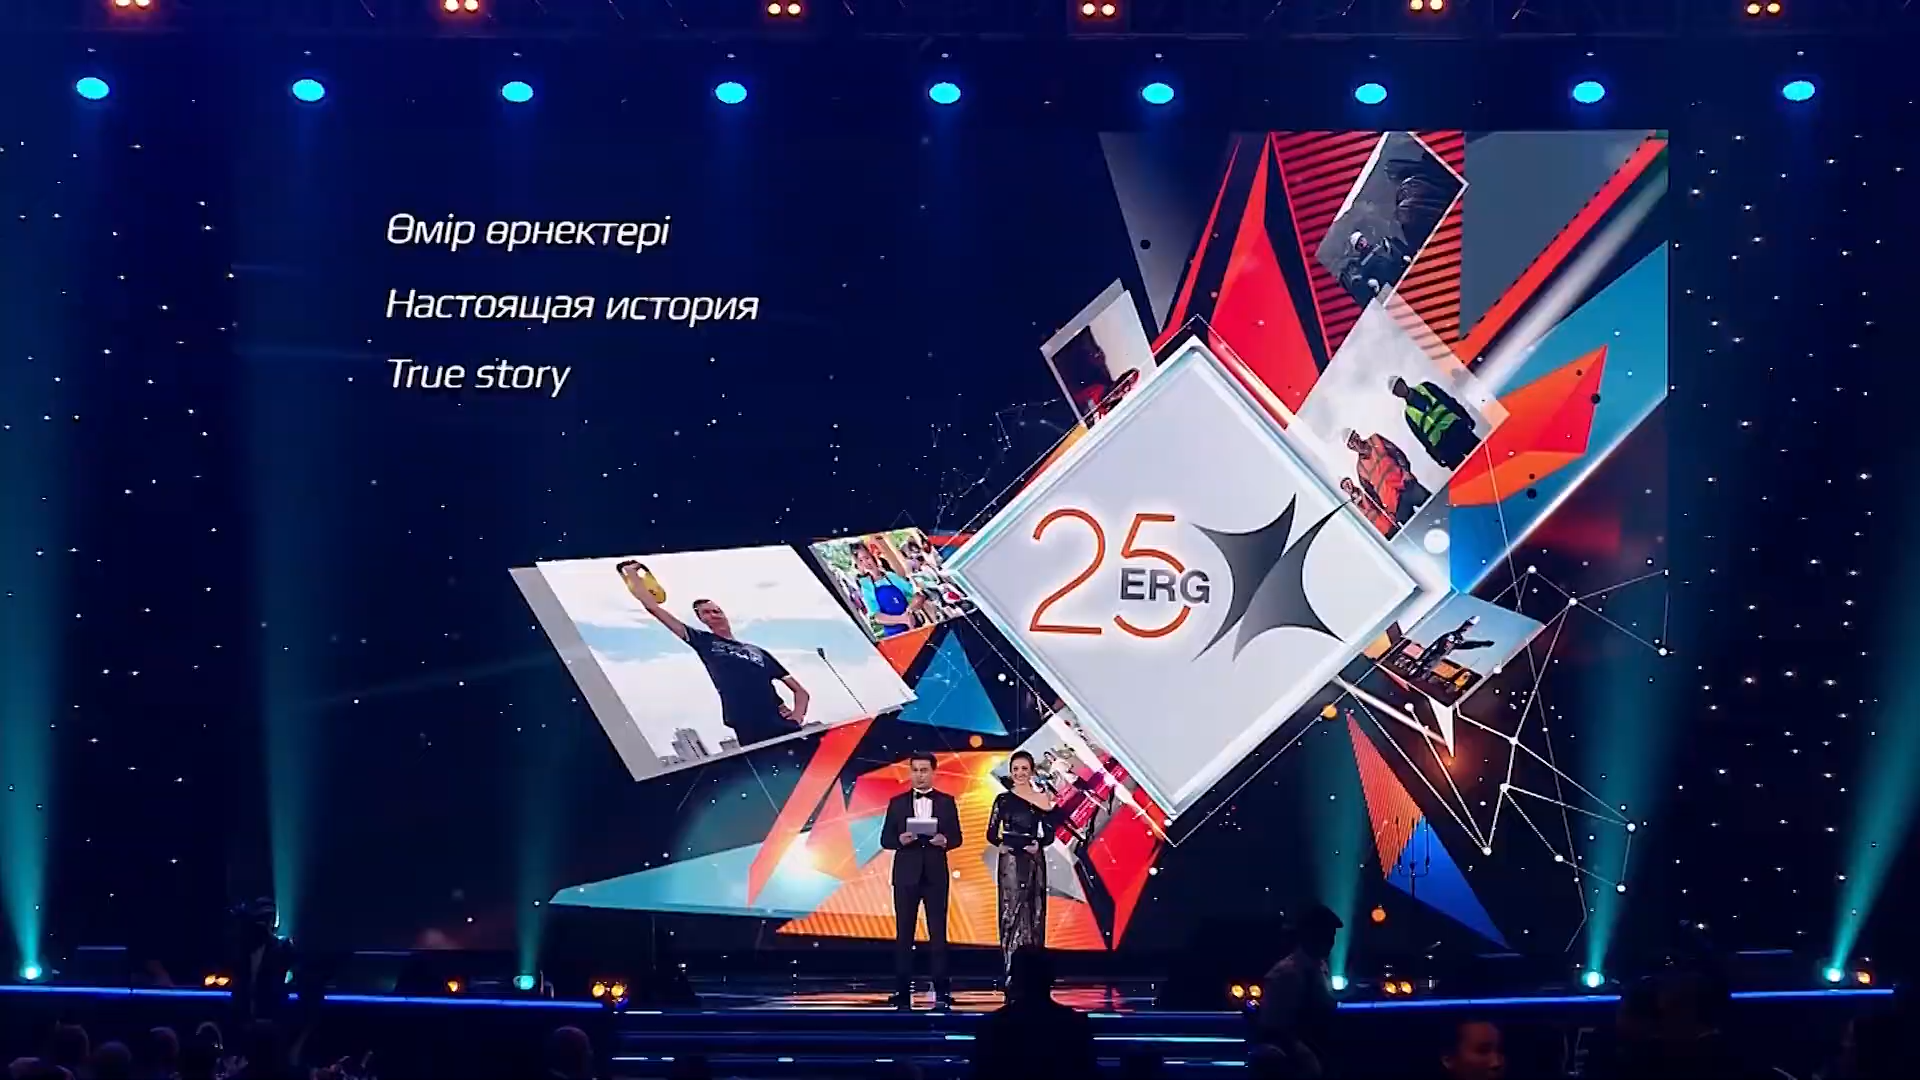 Өмір өрнектері
Настоящая история
True story
25
ERG